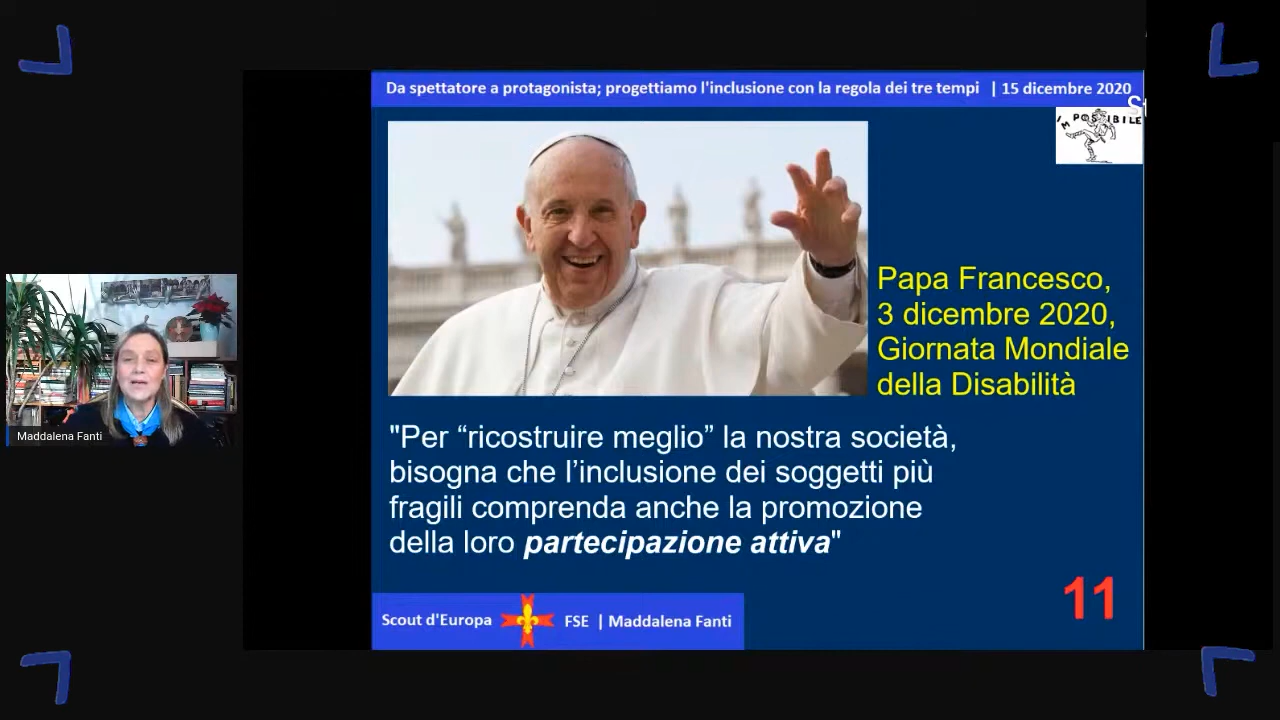 Da spettatore a protagonista; progettiamo l'inclusione con la regola dei tre tempi | 15 dicembre 2020
IMPOSSIBILE
Papa Francesco,
3 dicembre 2020,
Giornata Mondiale
della Disabilità
Maddalena Fanti
"Per “ricostruire meglio” la nostra società,
bisogna che l’inclusione dei soggetti più
fragili comprenda anche la promozione
della loro partecipazione attiva"
11
Scout d'Europa FSE | Maddalena Fanti